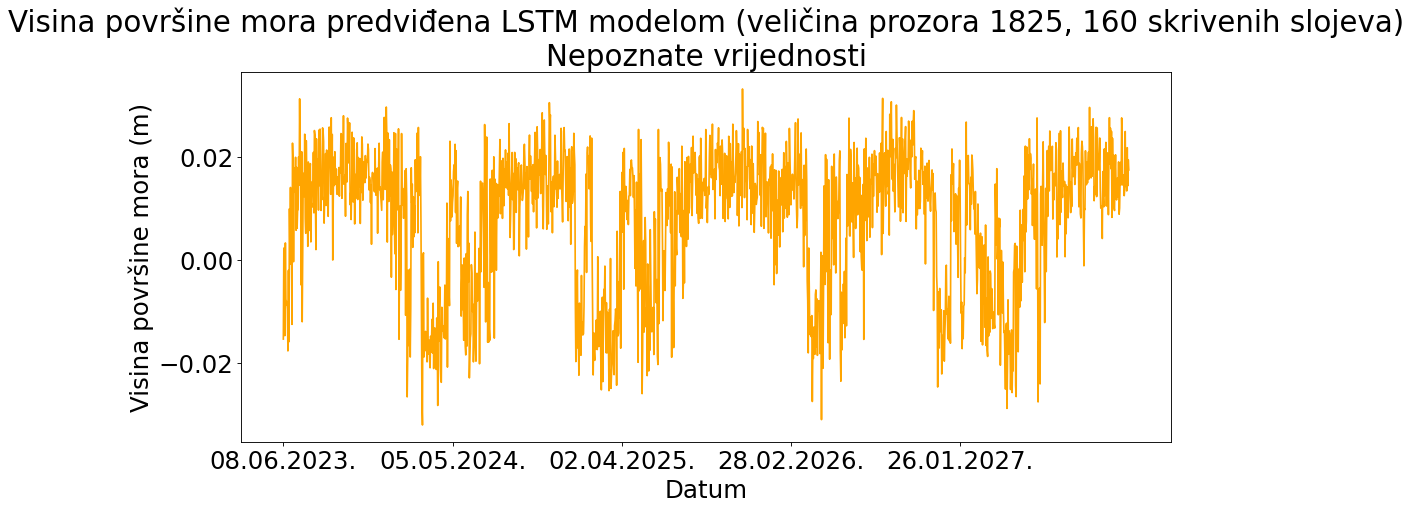 Visina površine mora predviđena LSTM modelom (veličina prozora 1825, 160 skrivenih slojeva)
Nepoznate vrijednosti
Visina površine mora (m)
0.02
0.00
−0.02
08.06.2023. 05.05.2024. 02.04.2025. 28.02.2026. 26.01.2027.
Datum